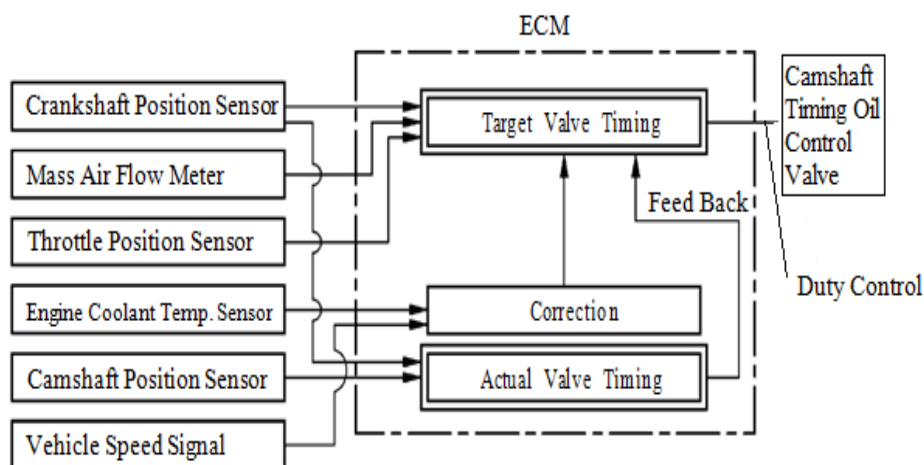 ECM
Crankshaft Position Sensor
Mass Air Flow Meter
Throttle Position Sensor
Engine Coolant Temp. Sensor
Camshaft Position Sensor
Vehicle Speed Signal
Target Valve Timing
Feed Back
Correction
Actual Valve Timing
Camshaft
Timing Oil
Control
Valve
Duty Control